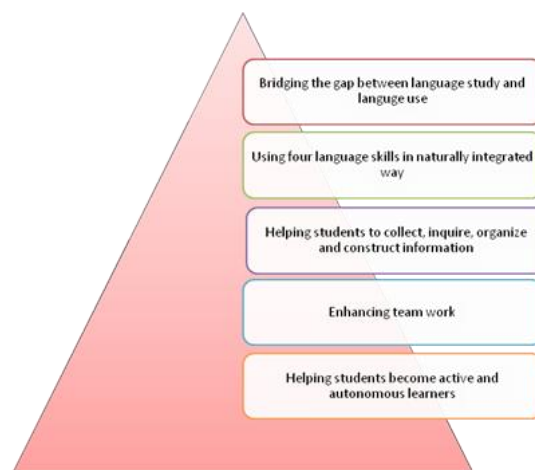 Bridging the gap between language study and
languge use
Using four language skills in naturally integrated
way
Helping students to collect, inquire, organize
and construct information
Enhancing team work
Helping students become active and
autonomous learners